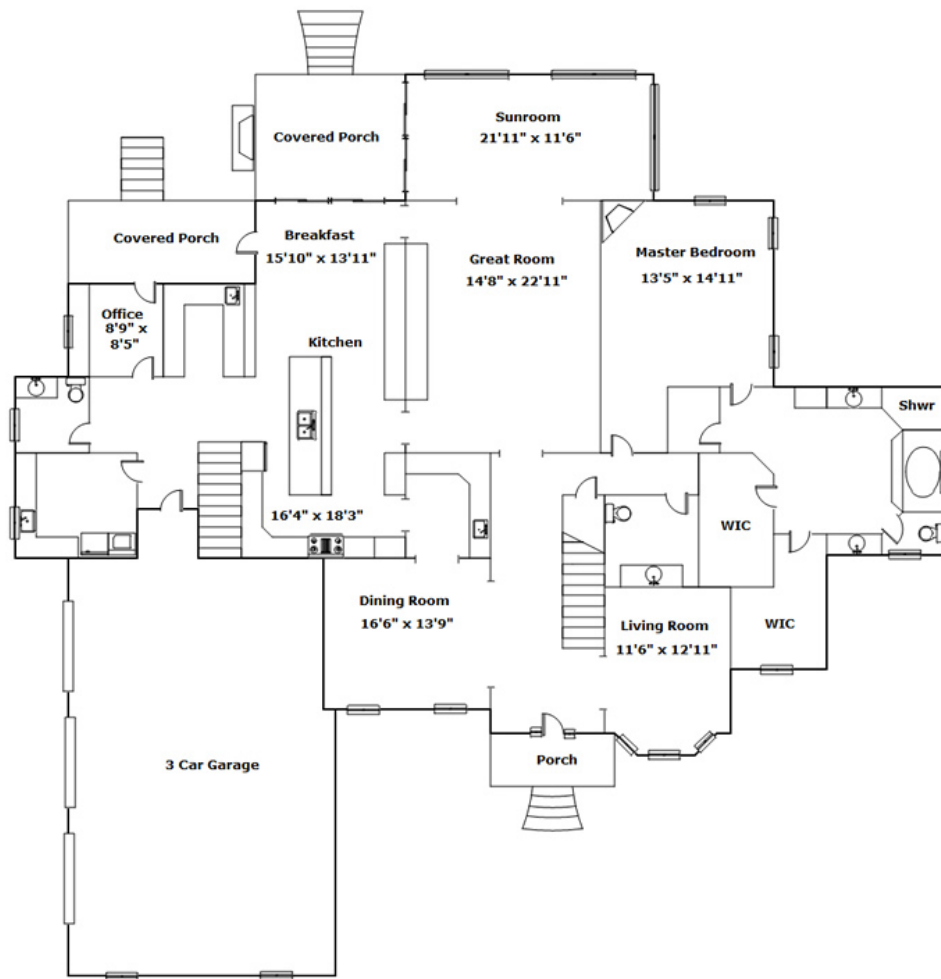 Sunroom
21'11" x 11'6"
Covered Porch
Covered Porch
Breakfast
15'10" x 13'11"
Great Room
14'8" x 22'11"
Master Bedroom
13'5" x 14'11"
Office
8'9" x
8'5"
Kitchen
Shwr
16'4" x 18'3"
WIC
Dining Room
16'6" x 13'9"
Living Room
11'6" x 12'11"
WIC
3 Car Garage
Porch